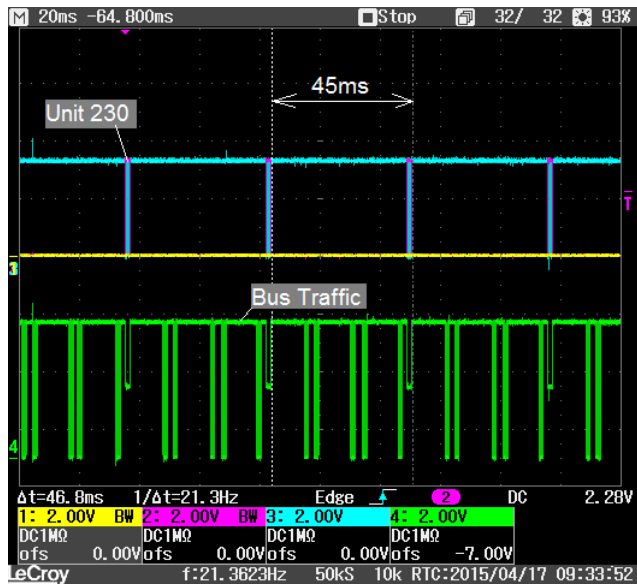 M 20ms -64.800ms Stop 32/ 32 93%
45ms
Unit 230
T
3
Bus Traffic
4
Δt=46.8ms 1/Δt=21.3Hz Edge 2 DC 2.28V
1: 2.00V BW 2: 2.00V BW 3: 2.00V 4: 2.00V
DC1MΩ DC1MΩ DC1MΩ DC1MΩ
ofs 0.00V ofs 0.00V ofs 0.00V ofs -7.00V
LeCroy f:21.3623Hz 50kS 10k RTC:2015/04/17 09:33:52